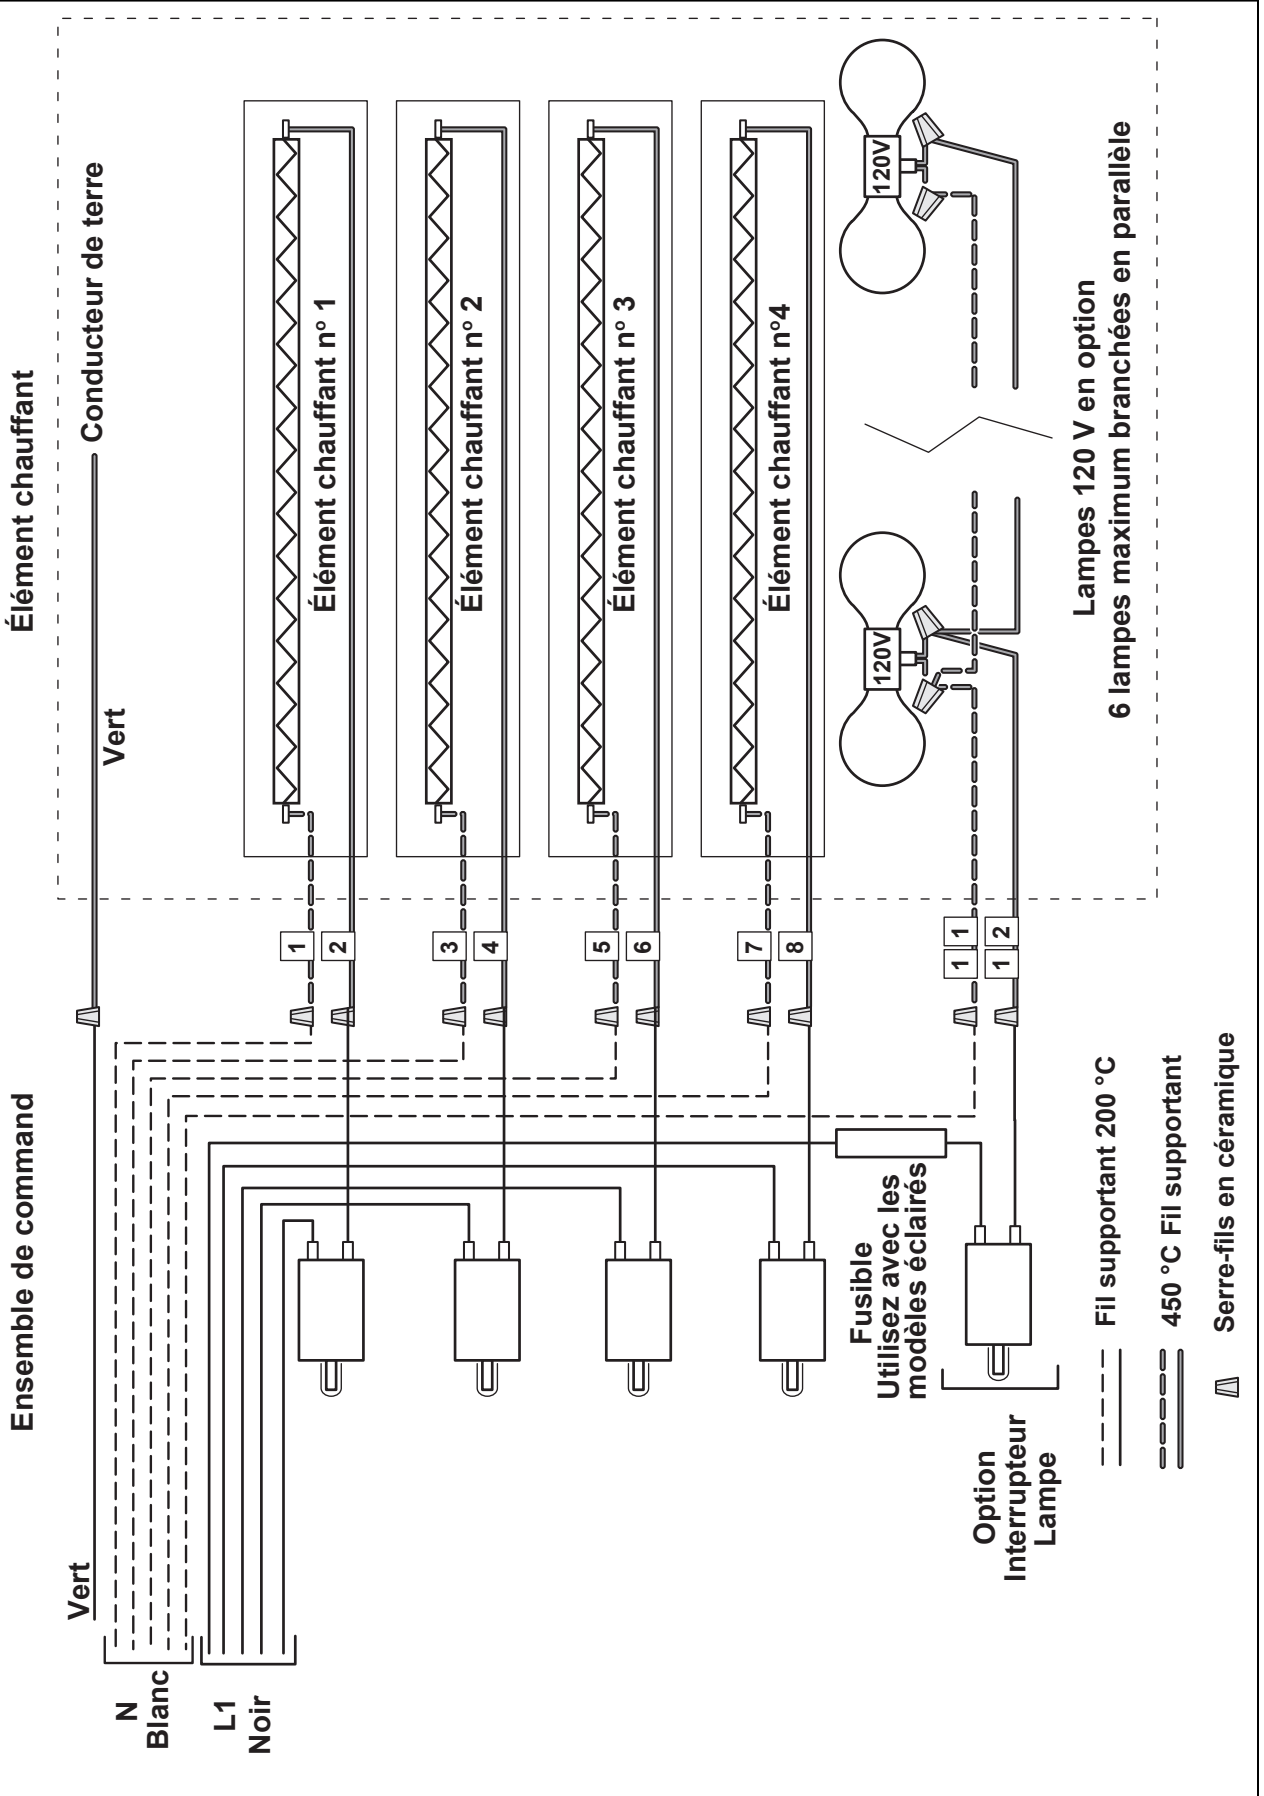 Ensemble de command
Élément chauffant
Vert
Vert
Conducteur de terre
N
Blanc
L1
Noir
1
2
Élément chauffant n° 1
3
4
Élément chauffant n° 2
5
6
Élément chauffant n° 3
7
8
Élément chauffant n°4
120V
120V
1 1
1 2
Fusible
Utilisez avec les
modèles éclairés
Option
Interrupteur
Lampe
Lampes 120 V en option
6 lampes maximum branchées en parallèle
Fil supportant 200 °C
450 °C Fil supportant
Serre-fils en céramique